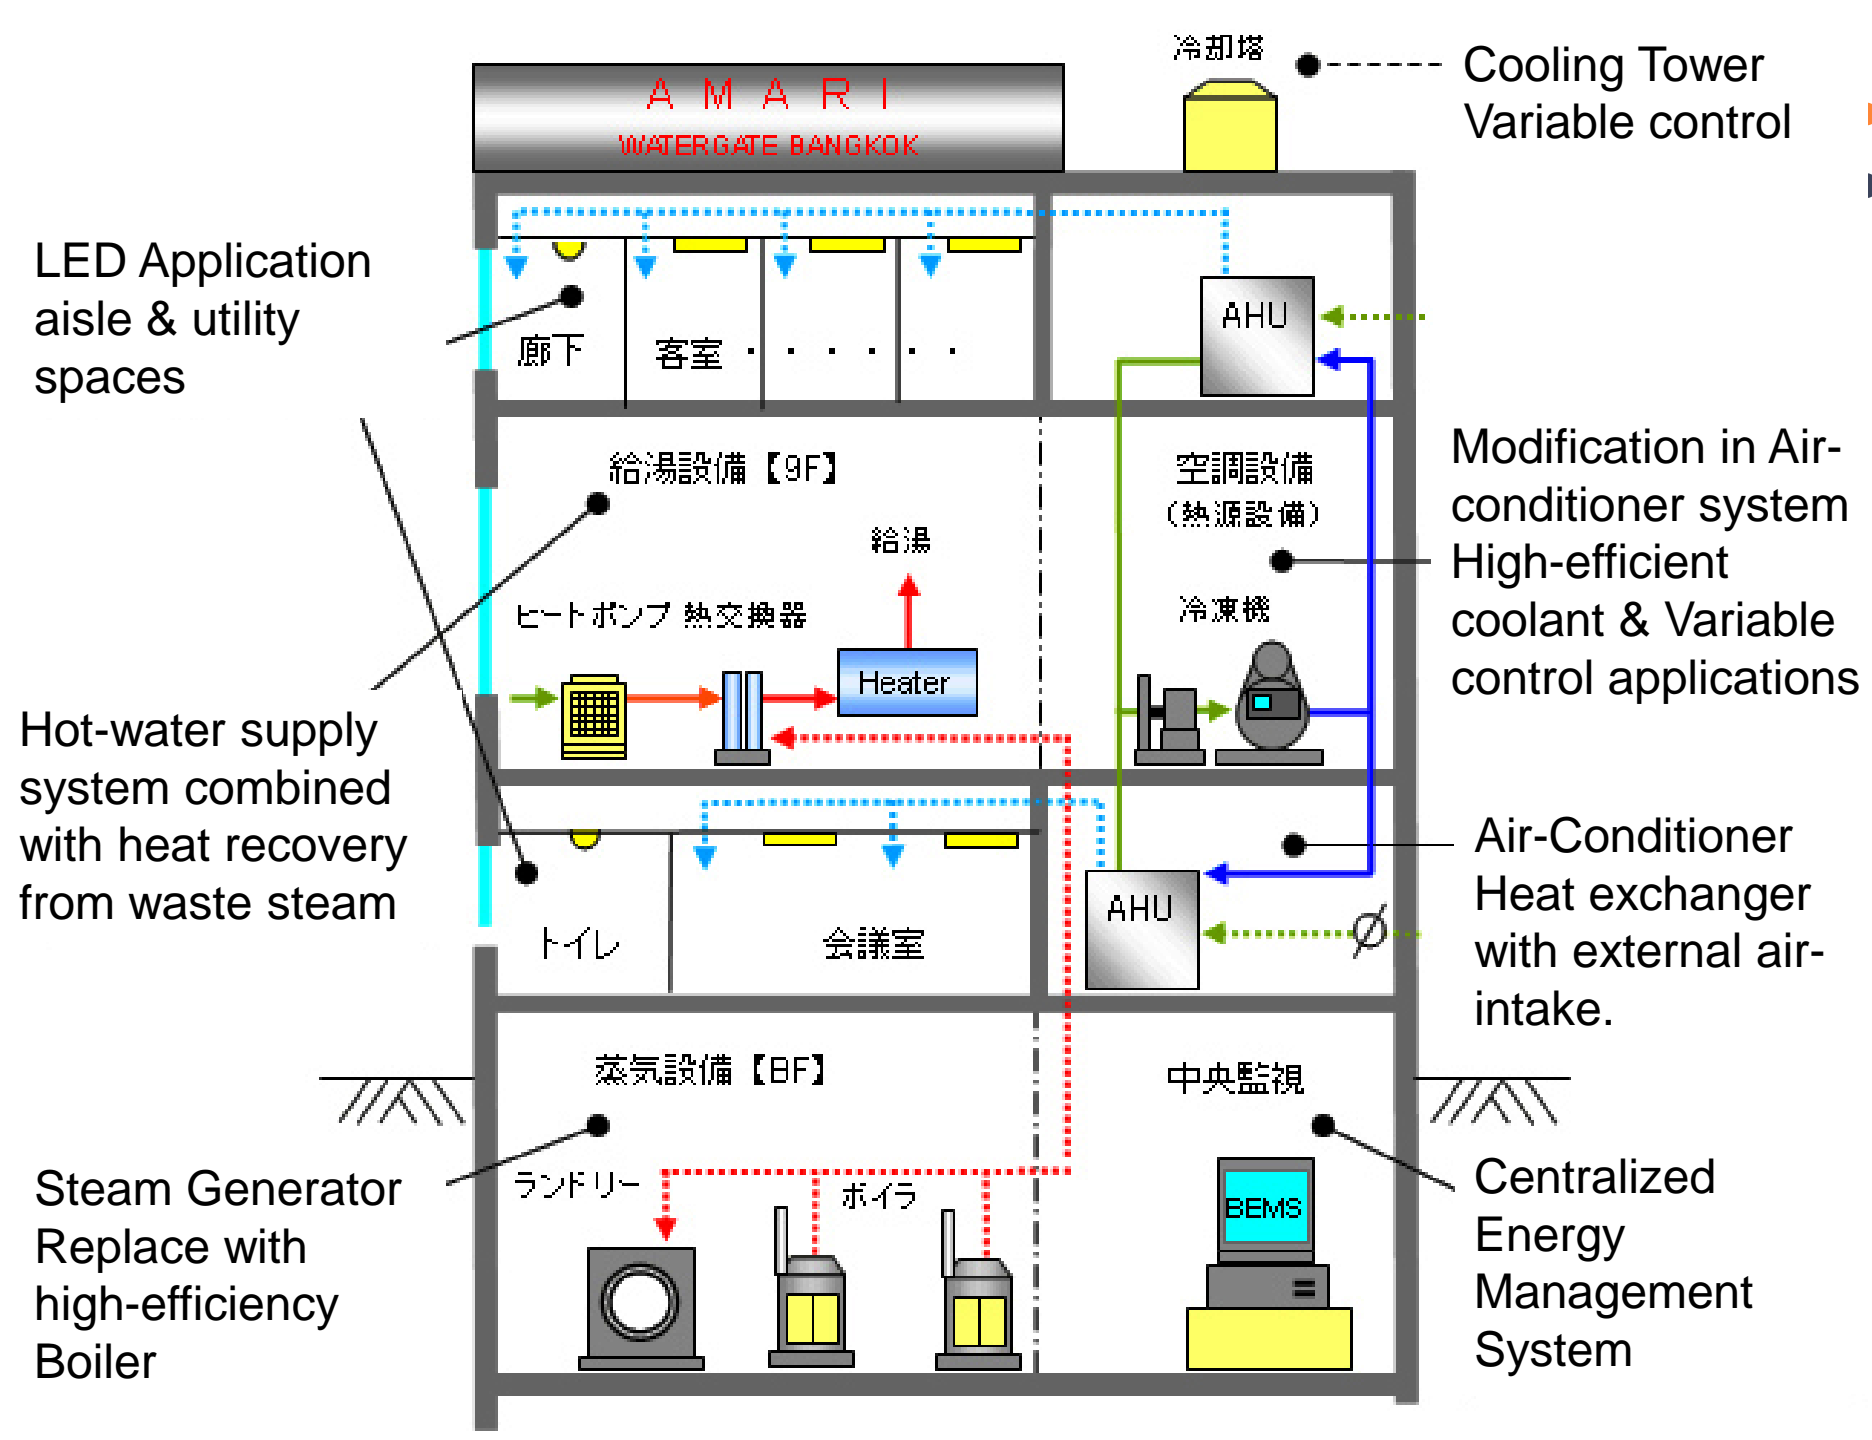 冷却塔
Cooling Tower
Variable control
A M A R I
WATERGATE BANGKOK
LED Application
aisle & utility
spaces
AHU
廊下
客室 ・ ・ ・ ・ ・ ・
給湯設備【9F】
空調設備
(熱源設備)
給湯
ヒートポンプ 熱交換器
Heater
冷凍機
Modification in Air-
conditioner system
High-efficient
coolant & Variable
control applications
Hot-water supply
system combined
with heat recovery
from waste steam
トイレ
会議室
AHU
Air-Conditioner
Heat exchanger
with external air-
intake.
蒸気設備【BF】
中央監視
Steam Generator
Replace with
high-efficiency
Boiler
ランドリー
ボイラ
BEMS
Centralized
Energy
Management
System